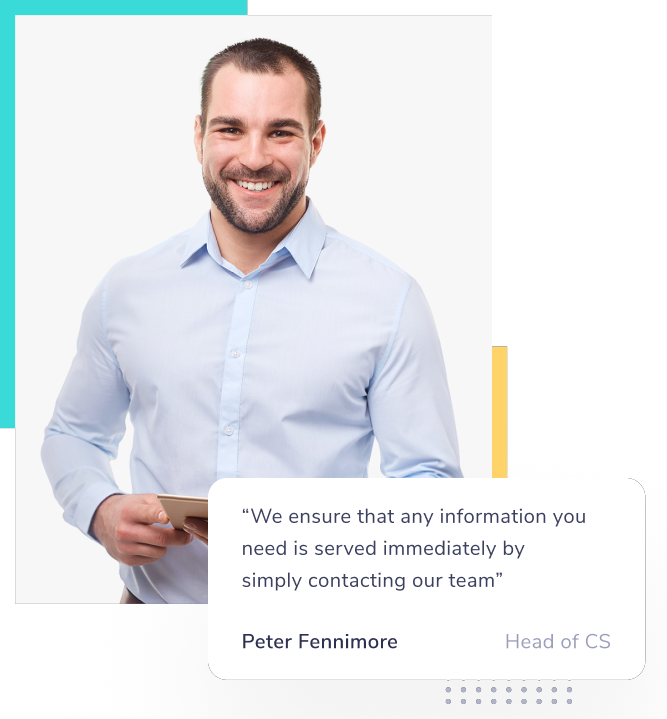 “We ensure that any information you
need is served immediately by
simply contacting our team”
Peter Fennimore Head of CS